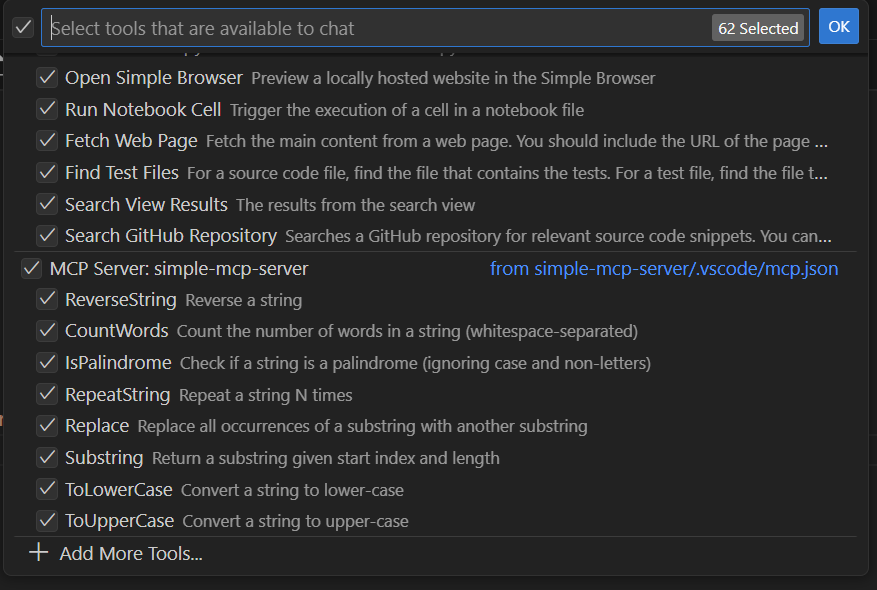 Select tools that are available to chat 62 Selected OK
Open Simple Browser Preview a locally hosted website in the Simple Browser
Run Notebook Cell Trigger the execution of a cell in a notebook file
Fetch Web Page Fetch the main content from a web page. You should include the URL of the page ...
Find Test Files For a source code file, find the file that contains the tests. For a test file, find the file t...
Search View Results The results from the search view
Search GitHub Repository Searches a GitHub repository for relevant source code snippets. You can...
MCP Server: simple-mcp-server from simple-mcp-server/.vscode/mcp.json
ReverseString Reverse a string
CountWords Count the number of words in a string (whitespace-separated)
IsPalindrome Check if a string is a palindrome (ignoring case and non-letters)
RepeatString Repeat a string N times
Replace Replace all occurrences of a substring with another substring
Substring Return a substring given start index and length
ToLowerCase Convert a string to lower-case
ToUpperCase Convert a string to upper-case
Add More Tools...